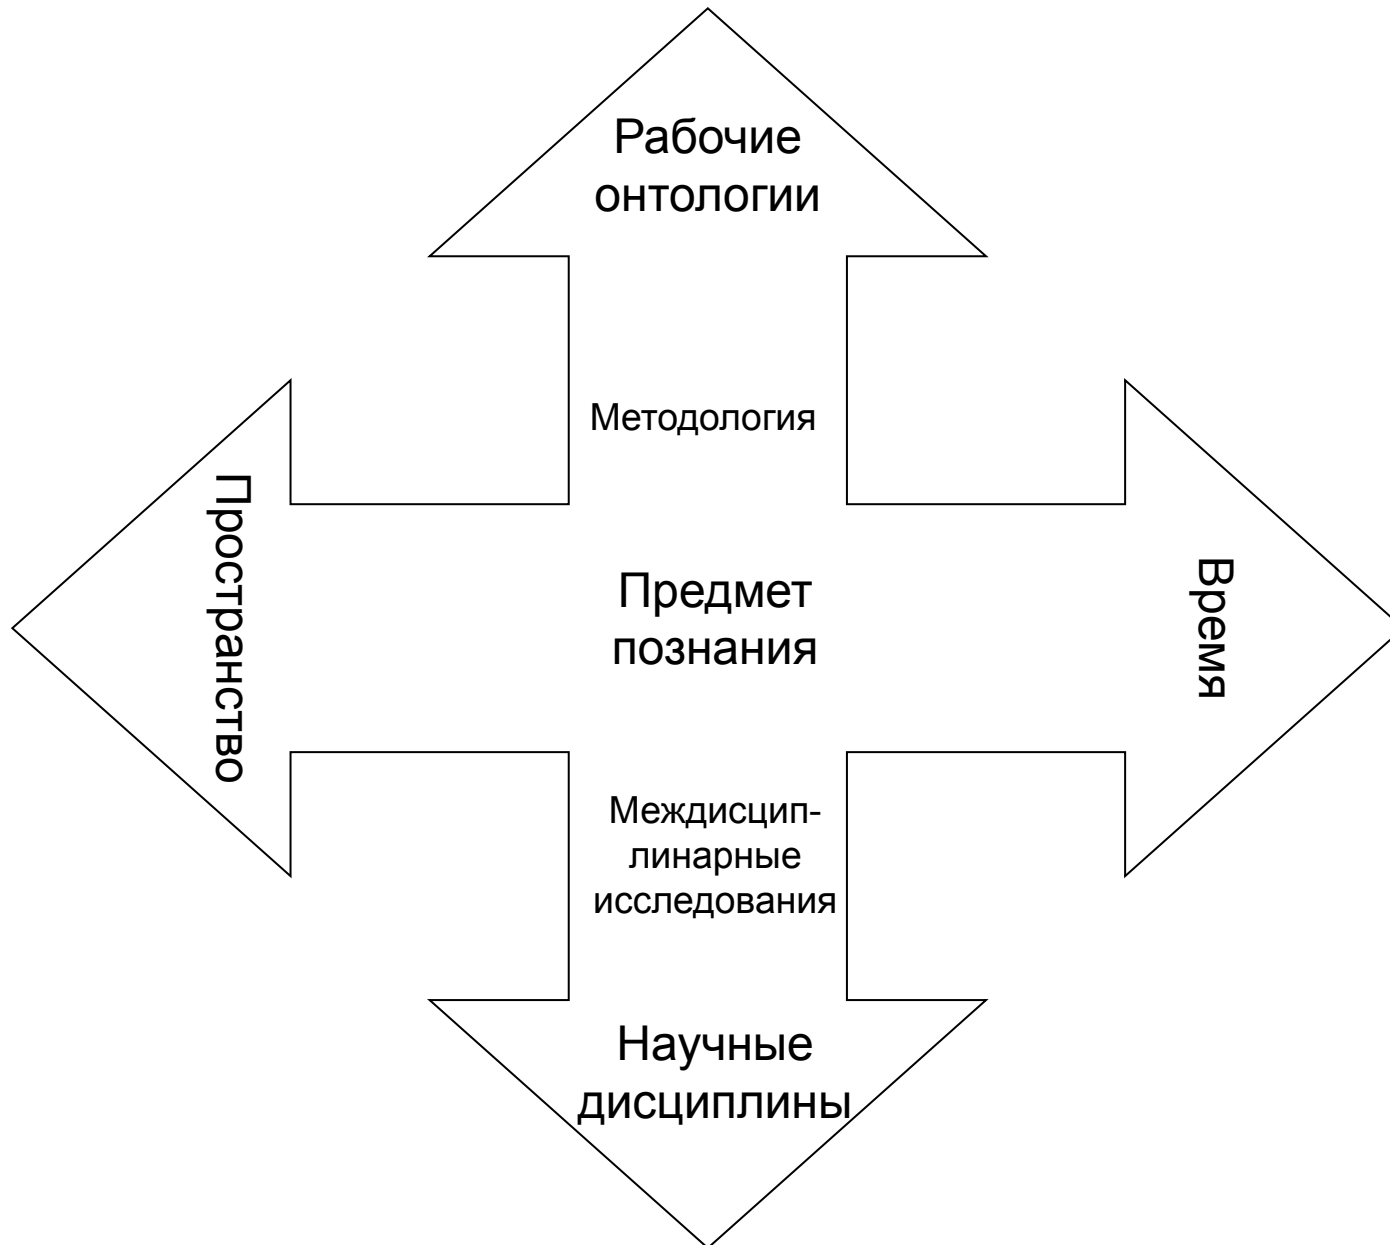 Рабочие
онтологии
Методология
Пространство
Предмет
познания
Время
Междисцип-
линарные
исследования
Научные
дисциплины